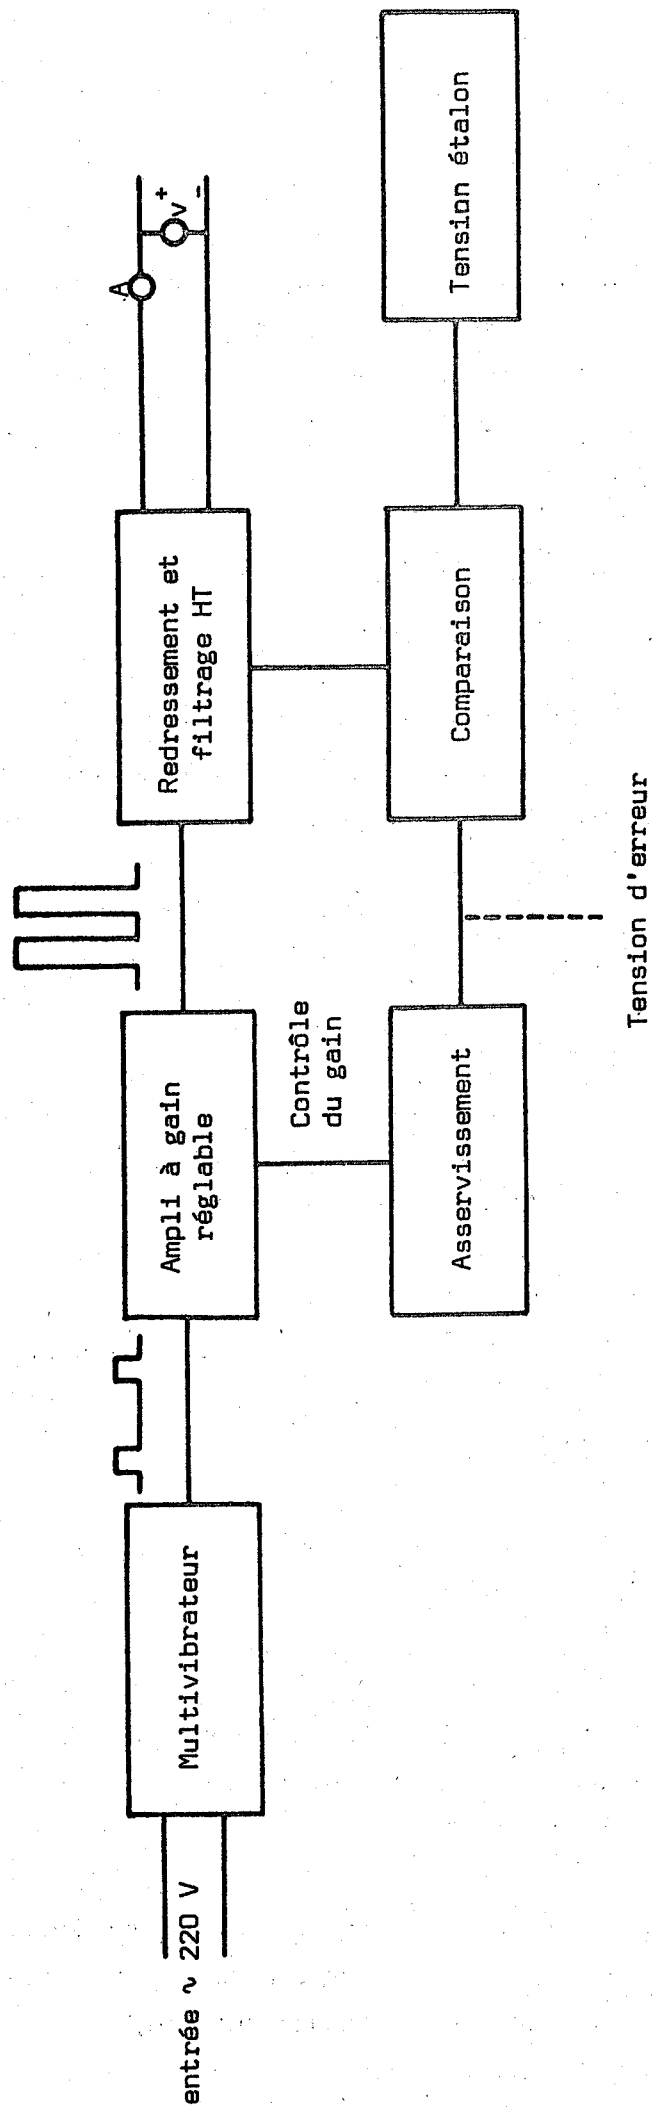 entrée ∿ 220 V
Multivibrateur
Ampli à gain
réglable
Redressement et
filtrage HT
A
V
+
-
Contrôle
du gain
Asservissement
Comparaison
Tension étalon
Tension d'erreur